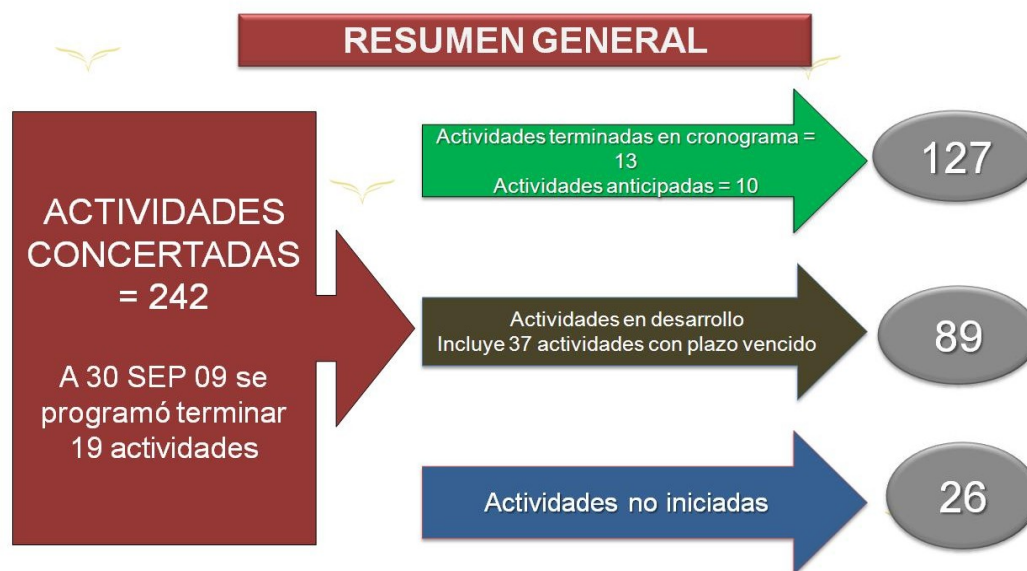 RESUMEN GENERAL
ACTIVIDADES
CONCERTADAS
= 242
A 30 SEP 09 se
programó terminar
19 actividades
Actividades terminadas en cronograma =
13
Actividades anticipadas = 10
127
Actividades en desarrollo
Incluye 37 actividades con plazo vencido
89
Actividades no iniciadas
26